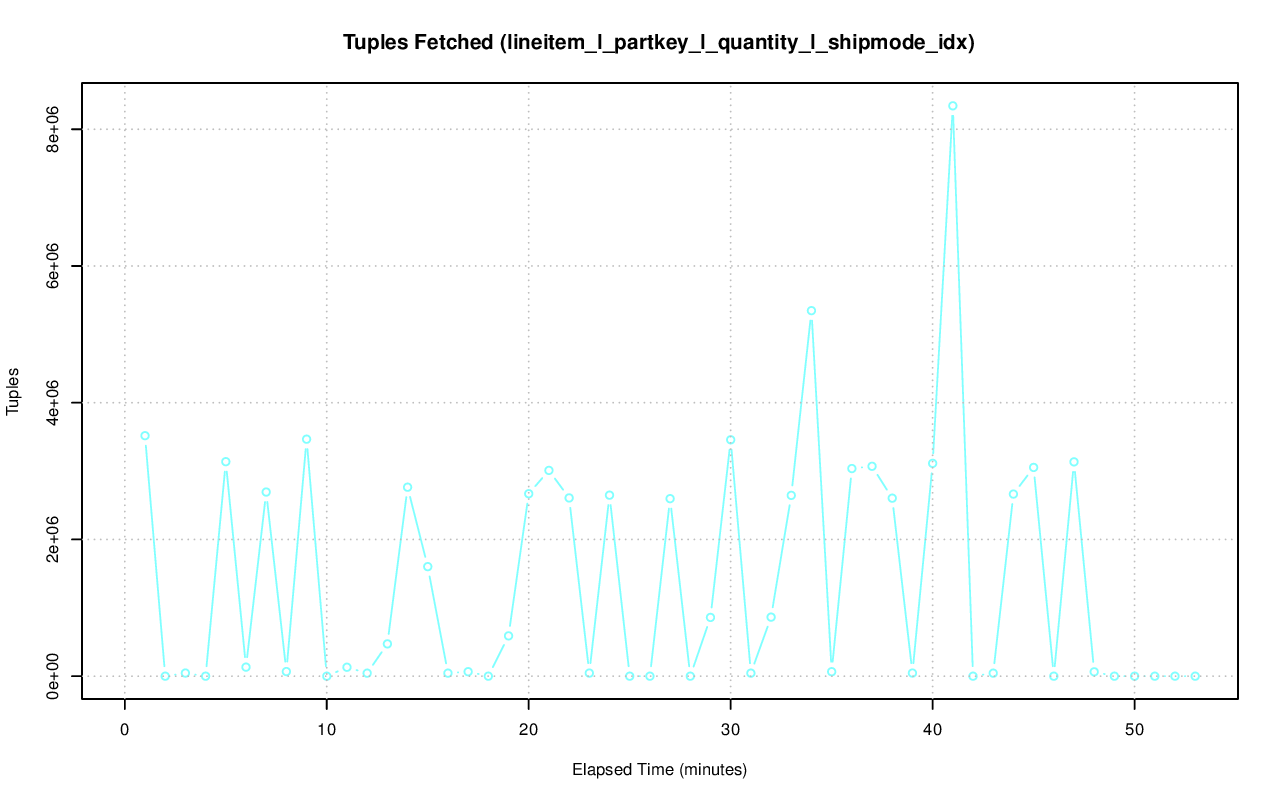 Tuples Fetched (lineitem_l_partkey_l_quantity_l_shipmode_idx)
Tuples
8e+06
6e+06
4e+06
2e+06
0e+00
0 10 20 30 40 50
Elapsed Time (minutes)